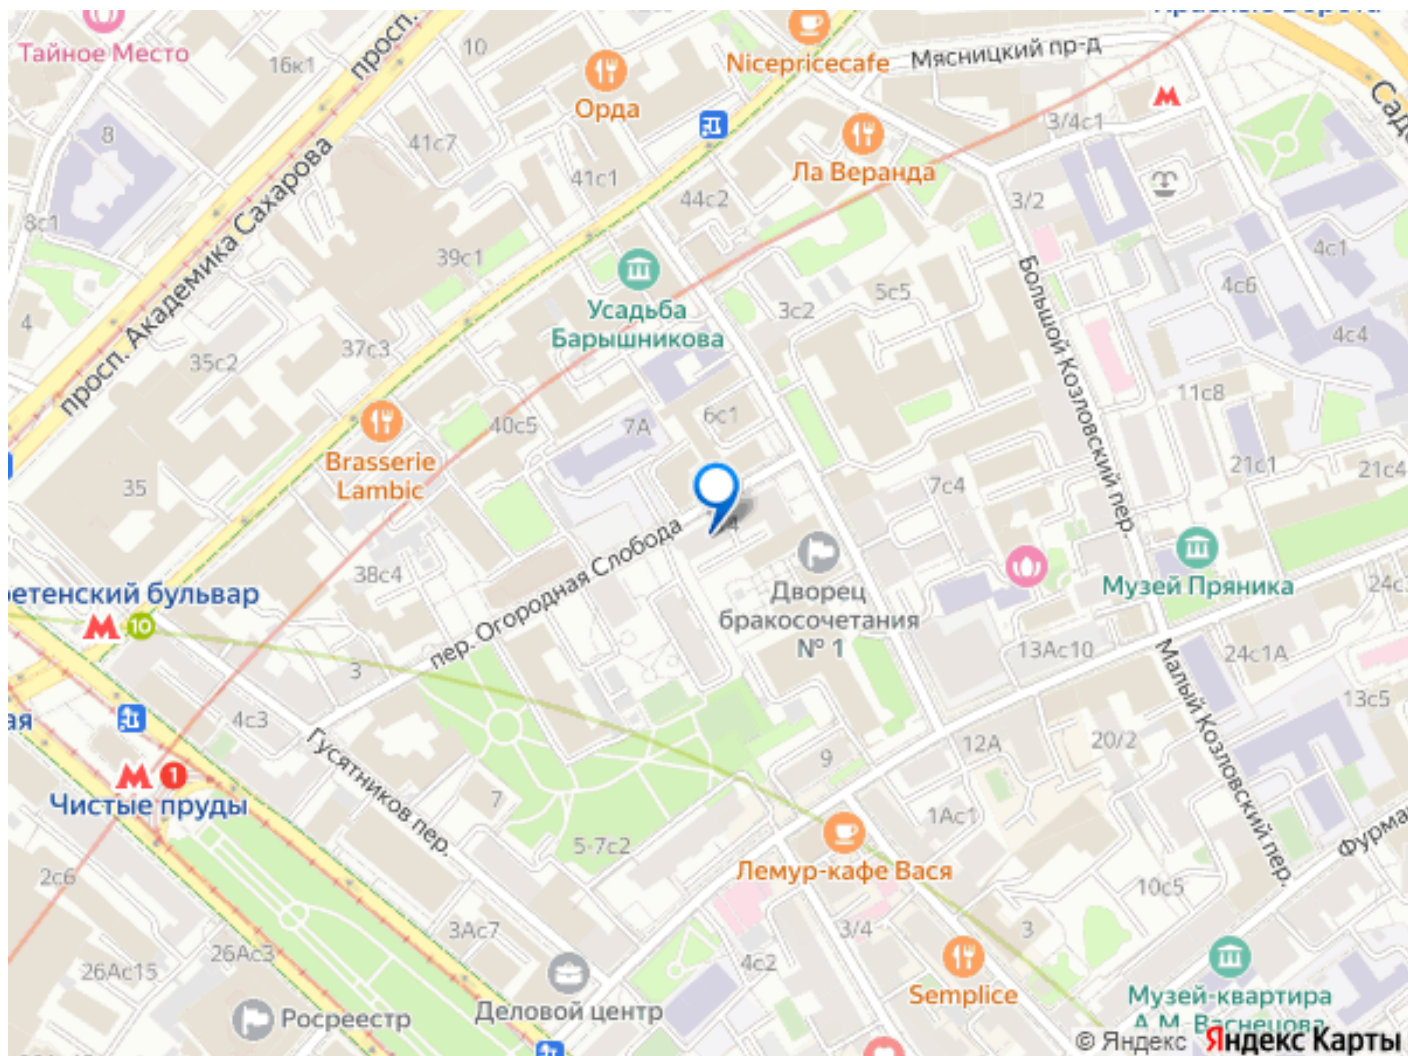 Тайное Место
16к1
просп.
10
Орда
Nicepricecafe
Мясницкий пр-д
3/4с1
8
41с7
41с1
Ла Веранда
44с2
3/2
8с1
просп. Академика Сахарова
39с1
4с1
4с6
Усадьба
Барышникова
5с5
3с2
Большой Козловский пер.
4
37с3
35с2
4с4
11с8
6с1
7А
40с5
Brasserie
Lambic
21с1
21с4
35
7с4
4
38с4
пер. Огородная Слобода
Дворец
бракосочетания
№ 1
Музей Пряника
ретенский бульвар
10
3
13Ас10
24с1А
13с5
4с3
Гусятников пер.
12А
20/2
Малый Козловский пер.
9
1
Чистые пруды
7
5-7с2
1Ас1
Лемур-кафе Вася
Фурма
2с6
10с5
3Ас7
3/4
3
26Ас3
26Ас15
4с2
Semplice
Росреестр
Деловой центр
Музей-квартира
А.М. Васнецова
© Яндекс Яндекс Карты